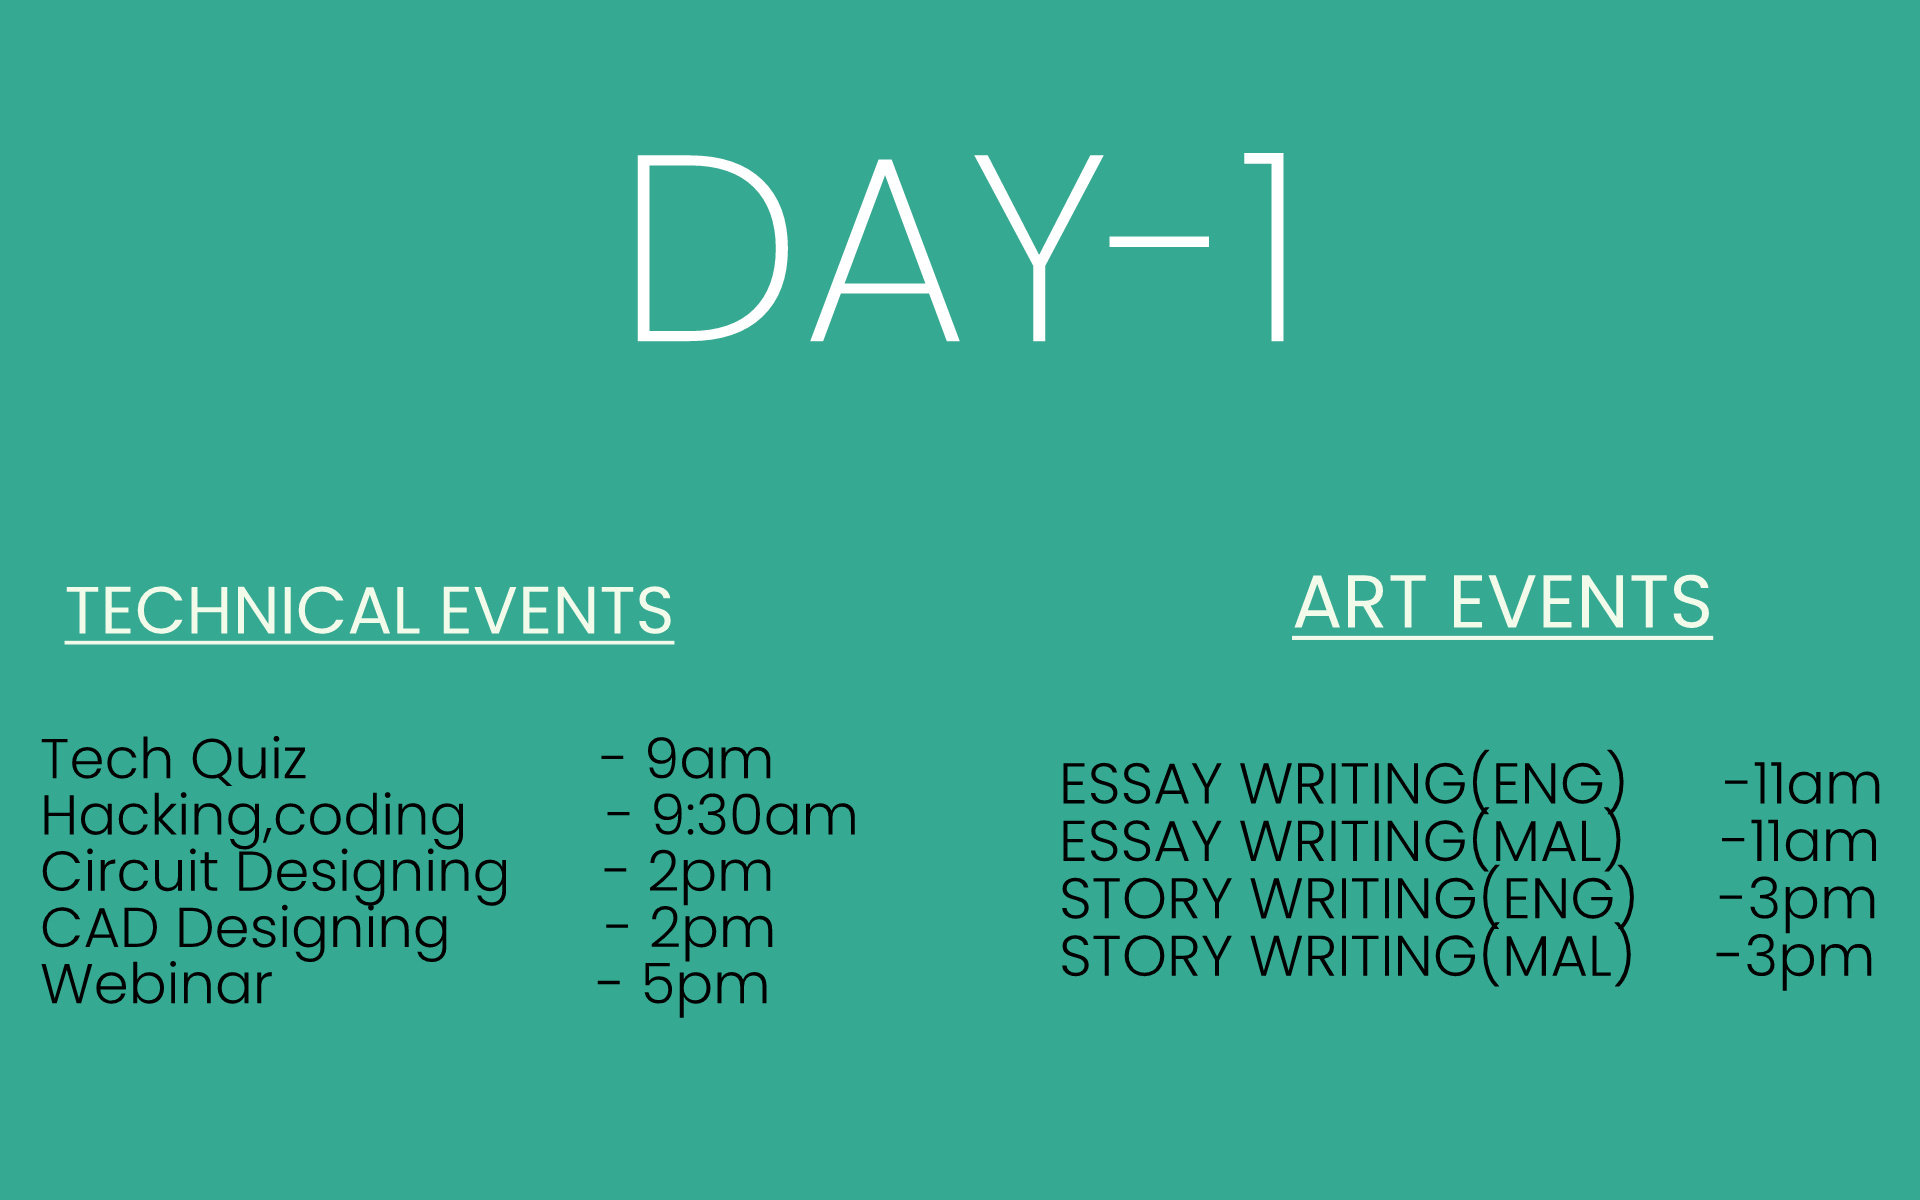 DAY-1
TECHNICAL EVENTS
Tech Quiz - 9am
Hacking,coding - 9:30am
Circuit Designing - 2pm
CAD Designing - 2pm
Webinar - 5pm
ART EVENTS
ESSAY WRITING(ENG) -11am
ESSAY WRITING(MAL) -11am
STORY WRITING(ENG) -3pm
STORY WRITING(MAL) -3pm